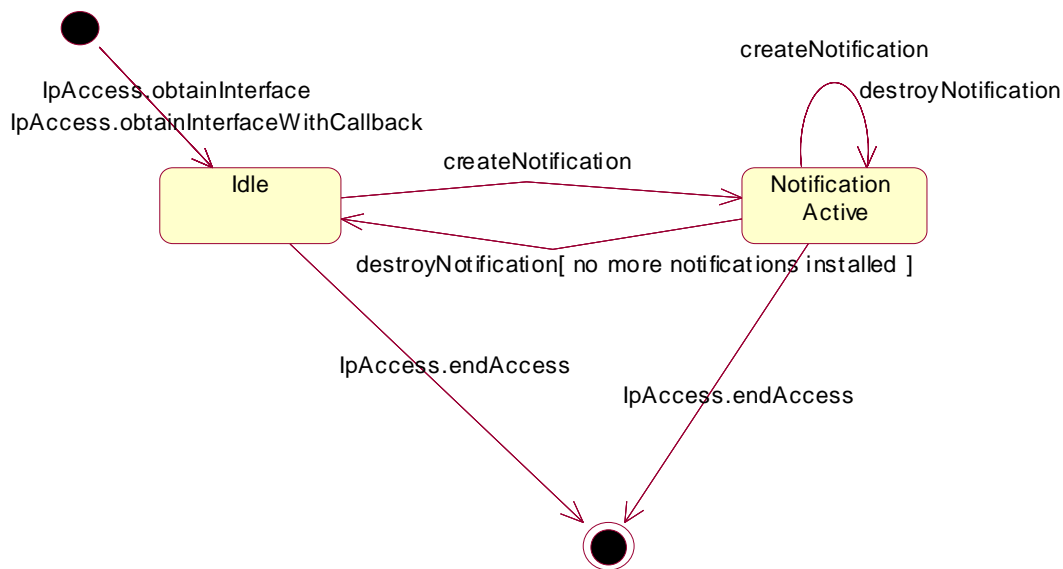 createNotification
destroyNotification
IpAccess.obtainInterface
IpAccess.obtainInterfaceWithCallback
createNotification
Idle
Notification
Active
destroyNotification[ no more notifications installed ]
IpAccess.endAccess
IpAccess.endAccess